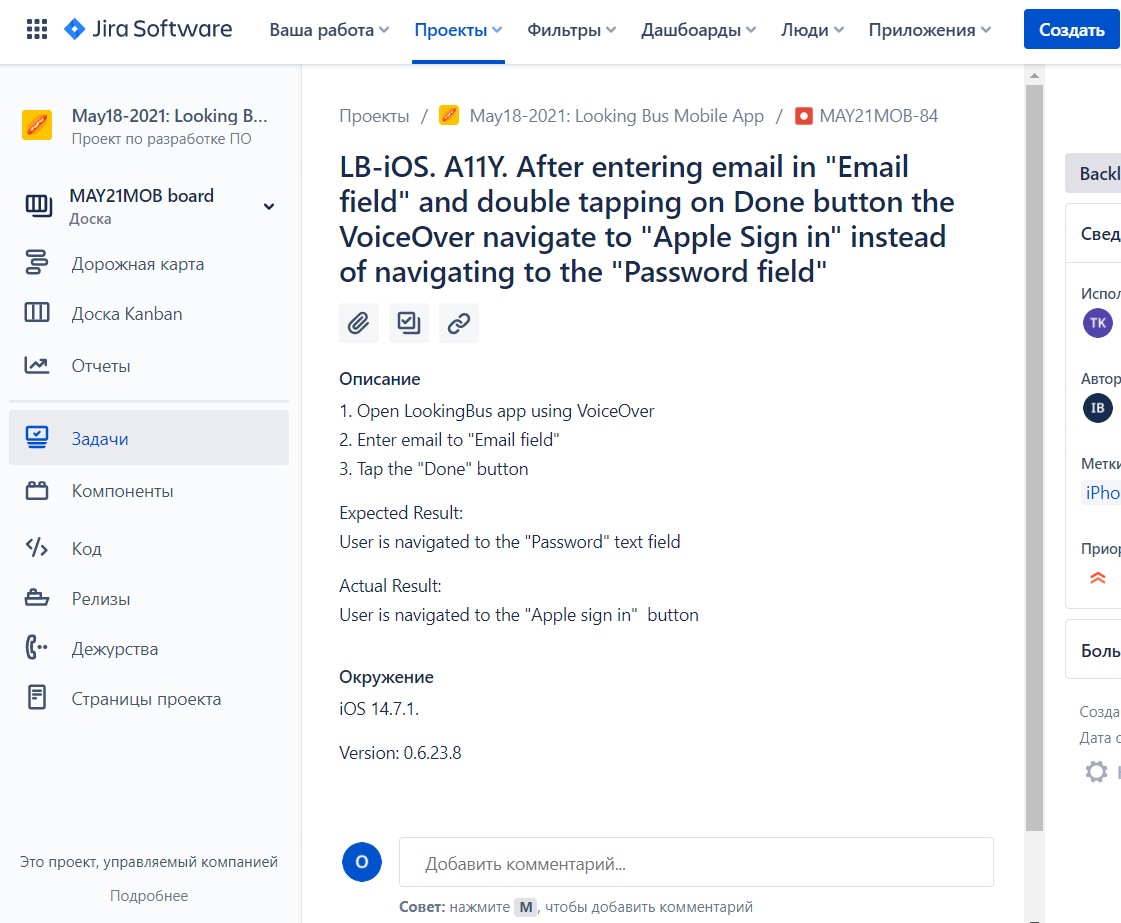 Jira Software
Ваша работа
Проекты
Фильтры
Дашборды
Люди
Приложения
Создать
May18-2021: Looking B...
Проект по разработке ПО
MAY21MOB board
Доска
Дорожная карта
Доска Kanban
Отчеты
Задачи
Компоненты
Код
Релизы
Дежурства
Страницы проекта
Это проект, управляемый компанией
Подробнее
Проекты / May18-2021: Looking Bus Mobile App / MAY21MOB-84
LB-iOS. A11Y. After entering email in "Email
field" and double tapping on Done button the
VoiceOver navigate to "Apple Sign in" instead
of navigating to the "Password field"
Описание
1. Open LookingBus app using VoiceOver
2. Enter email to "Email field"
3. Tap the "Done" button
Expected Result:
User is navigated to the "Password" text field
Actual Result:
User is navigated to the "Apple sign in" button
Окружение
iOS 14.7.1.
Version: 0.6.23.8
O
Добавить комментарий...
Совет: нажмите M, чтобы добавить комментарий
Backl
Свед
Испол
TK
Автор
IB
Метки
iPho
Приор
Боль
Созда
Дата с